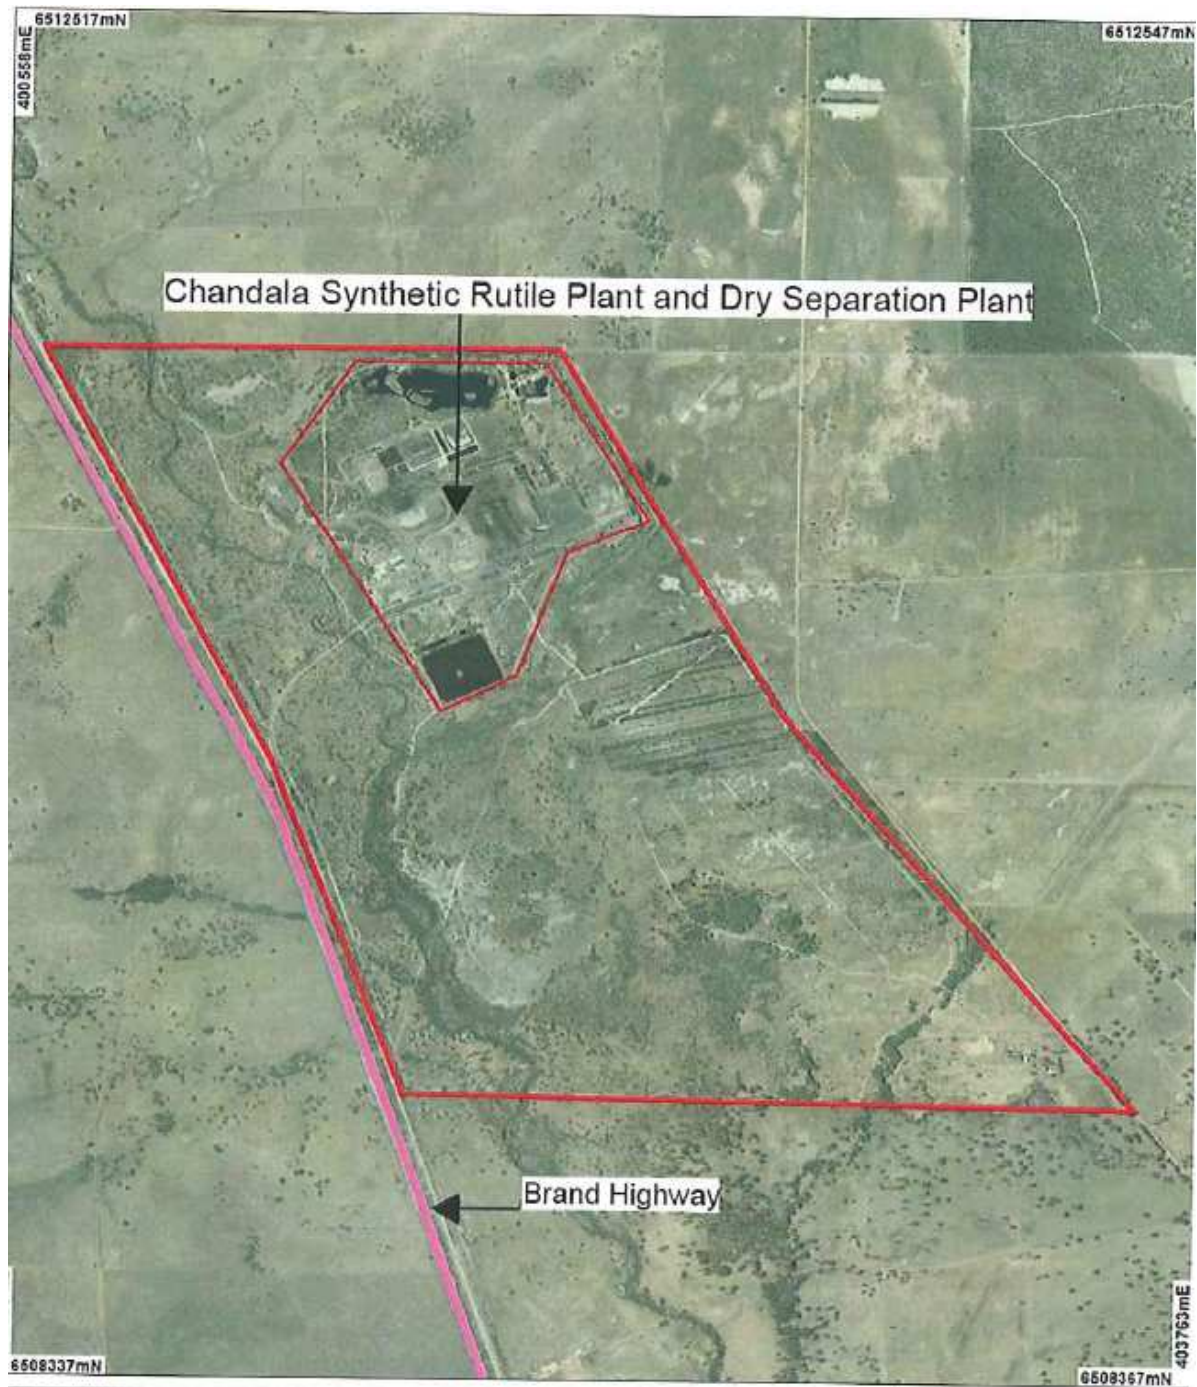 6512517mN
6512547mN
400558mE
Chandala Synthetic Rutile Plant and Dry Separation Plant
Brand Highway
403763mE
6508337mN
6508367mN